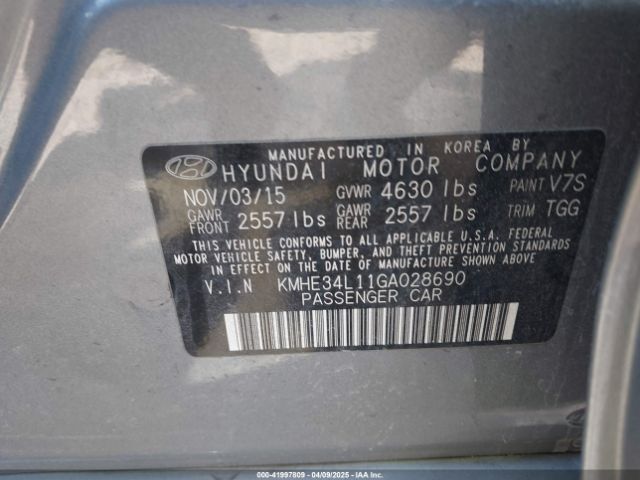 MANUFACTURED IN KOREA BY
HYUNDAI MOTOR COMPANY
NOV/03/15 GVWR 4630 lbs PAINT V7S
GAWR FRONT 2557 lbs GAWR REAR 2557 lbs TRIM TGG
THIS VEHICLE CONFORMS TO ALL APPLICABLE U.S.A. FEDERAL
MOTOR VEHICLE SAFETY, BUMPER, AND THEFT PREVENTION STANDARDS
IN EFFECT ON THE DATE OF MANUFACTURE SHOWN ABOVE.
V.I.N KMHE34L11GA028690
PASSENGER CAR
000-41997809 - 04/09/2025 - IAA Holdings, LLC